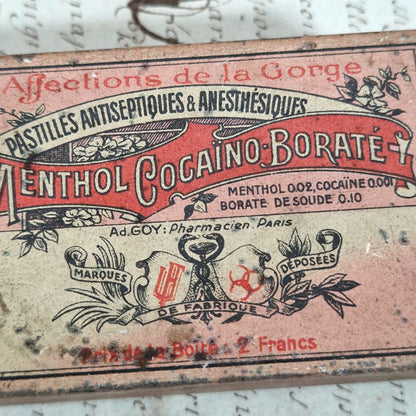 Affections de la Gorge
PASTILLES ANTISEPTIQUES & ANESTHÉSIQUES
MENTHOL COCAÏNO-BORATÉ
MENTHOL 0.02, COCAÏNE 0.001
BORATE DE SOUDE 0.10
Ad. GOY: Pharmacien, PARIS
MARQUES DÉPOSÉES
DE FABRIQUE
Prix de la Boîte: 2 Francs